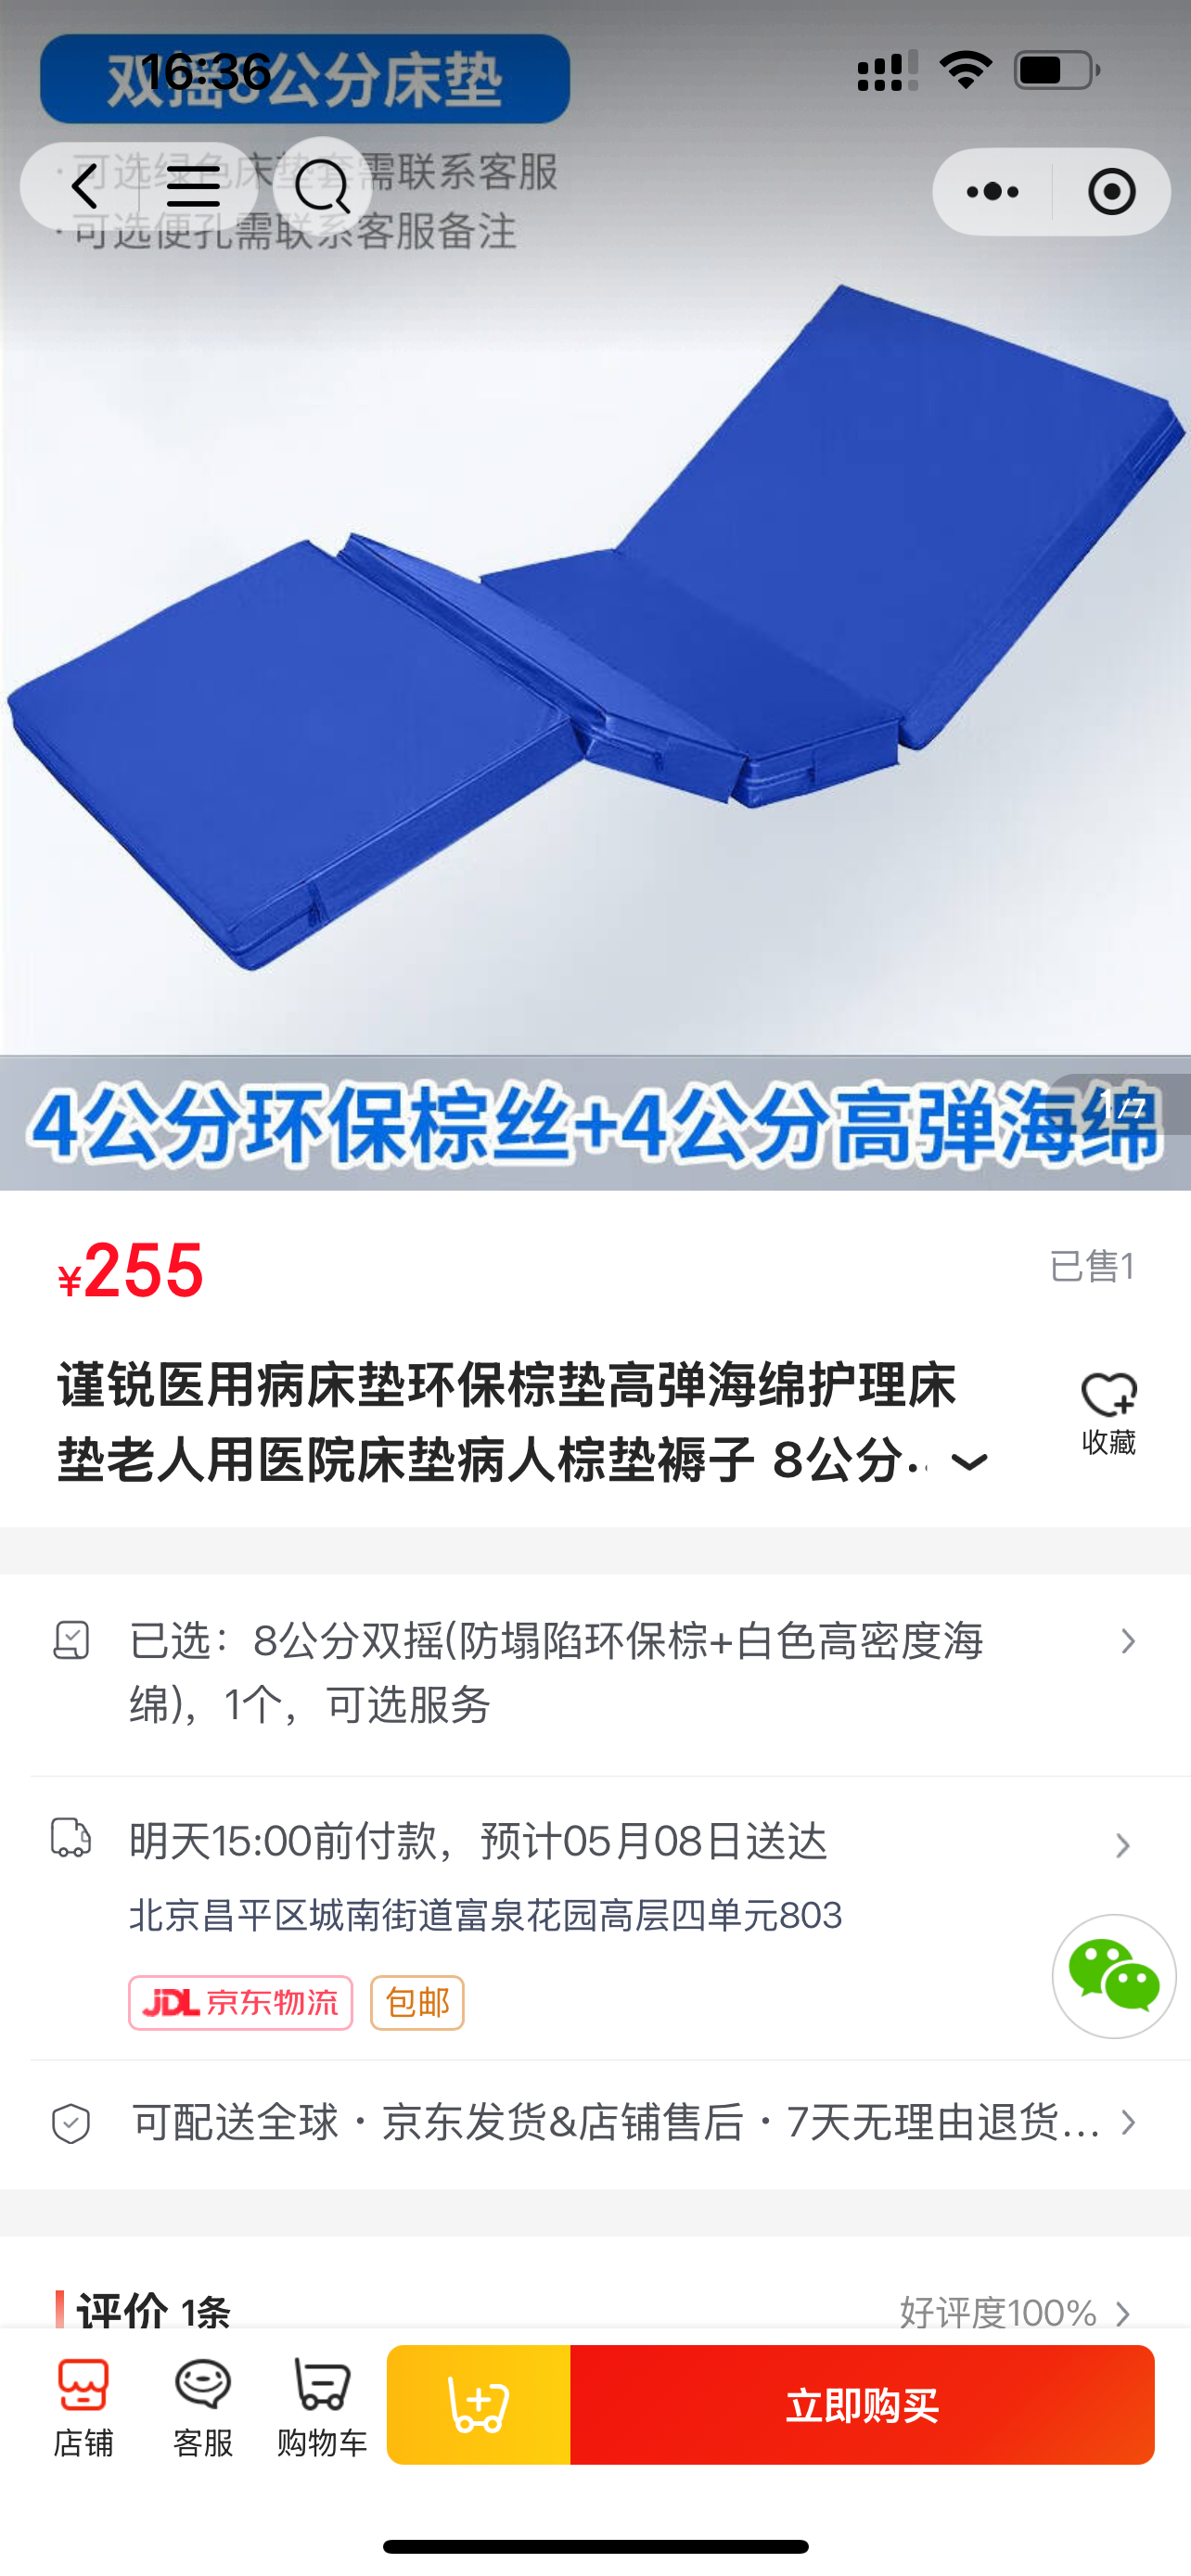 16:36
双摇8公分床垫
·可选绿色床垫套需联系客服
·可选便孔需联系客服备注
4公分环保棕丝+4公分高弹海绵
1/7
¥255
已售1
谨锐医用病床垫环保棕垫高弹海绵护理床
垫老人用医院床垫病人棕垫褥子 8公分..
收藏
已选：8公分双摇(防塌陷环保棕+白色高密度海
绵)，1个，可选服务
明天15:00前付款，预计05月08日送达
北京昌平区城南街道富泉花园高层四单元803
JDL 京东物流
包邮
可配送全球·京东发货&店铺售后·7天无理由退货...
评价 1条
好评度100%
店铺
客服
购物车
立即购买